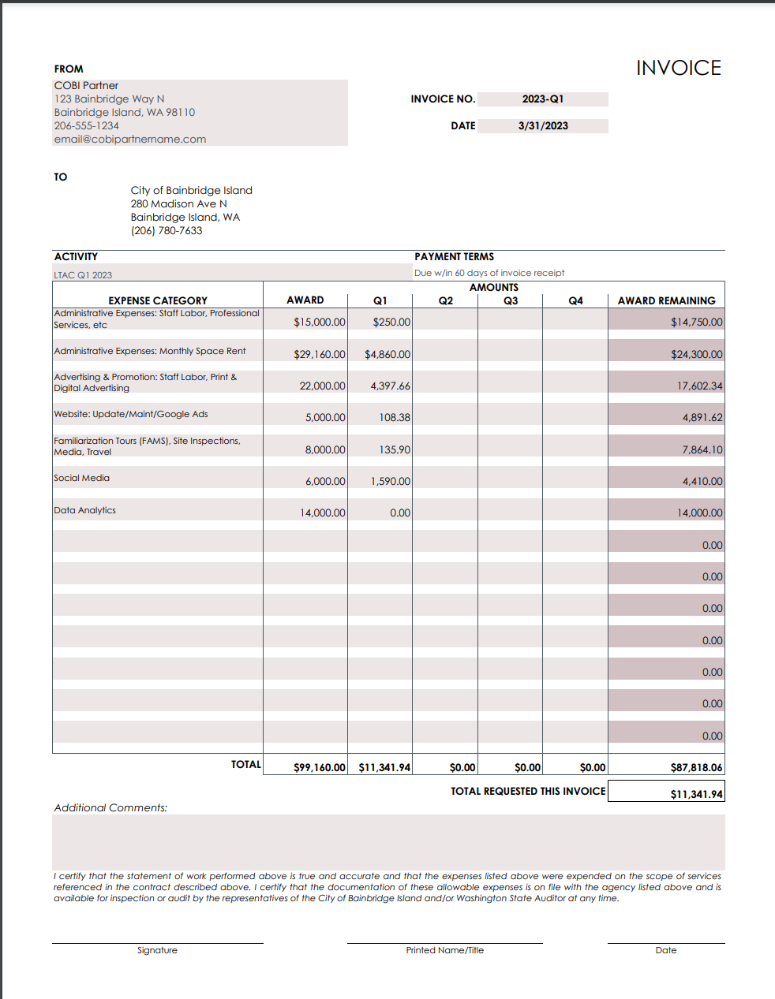 INVOICE
FROM
COBI Partner
123 Bainbridge Way N
Bainbridge Island, WA 98110
206-555-1234
email@cobipartnername.com
INVOICE NO. 2023-Q1
DATE 3/31/2023
TO
City of Bainbridge Island
280 Madison Ave N
Bainbridge Island, WA
(206) 780-7633
ACTIVITY PAYMENT TERMS
LTAC Q1 2023 Due w/in 60 days of invoice receipt
AMOUNTS
EXPENSE CATEGORY AWARD Q1 Q2 Q3 Q4 AWARD REMAINING
Administrative Expenses: Staff Labor, Professional
Services, etc $15,000.00 $250.00 $14,750.00
Administrative Expenses: Monthly Space Rent $29,160.00 $4,860.00 $24,300.00
Advertising & Promotion: Staff Labor, Print &
Digital Advertising 22,000.00 4,397.66 17,602.34
Website: Update/Maint/Google Ads 5,000.00 108.38 4,891.62
Familiarization Tours (FAMS), Site Inspections,
Media, Travel 8,000.00 135.90 7,864.10
Social Media 6,000.00 1,590.00 4,410.00
Data Analytics 14,000.00 0.00 14,000.00
0.00
0.00
0.00
0.00
0.00
0.00
0.00
TOTAL $99,160.00 $11,341.94 $0.00 $0.00 $0.00 $87,818.06
TOTAL REQUESTED THIS INVOICE $11,341.94
Additional Comments:
I certify that the statement of work performed above is true and accurate and that the expenses listed above were expended on the scope of services
referenced in the contract described above. I certify that the documentation of these allowable expenses is on file with the agency listed above and is
available for inspection or audit by the representatives of the City of Bainbridge Island and/or Washington State Auditor at any time.
Signature Printed Name/Title Date